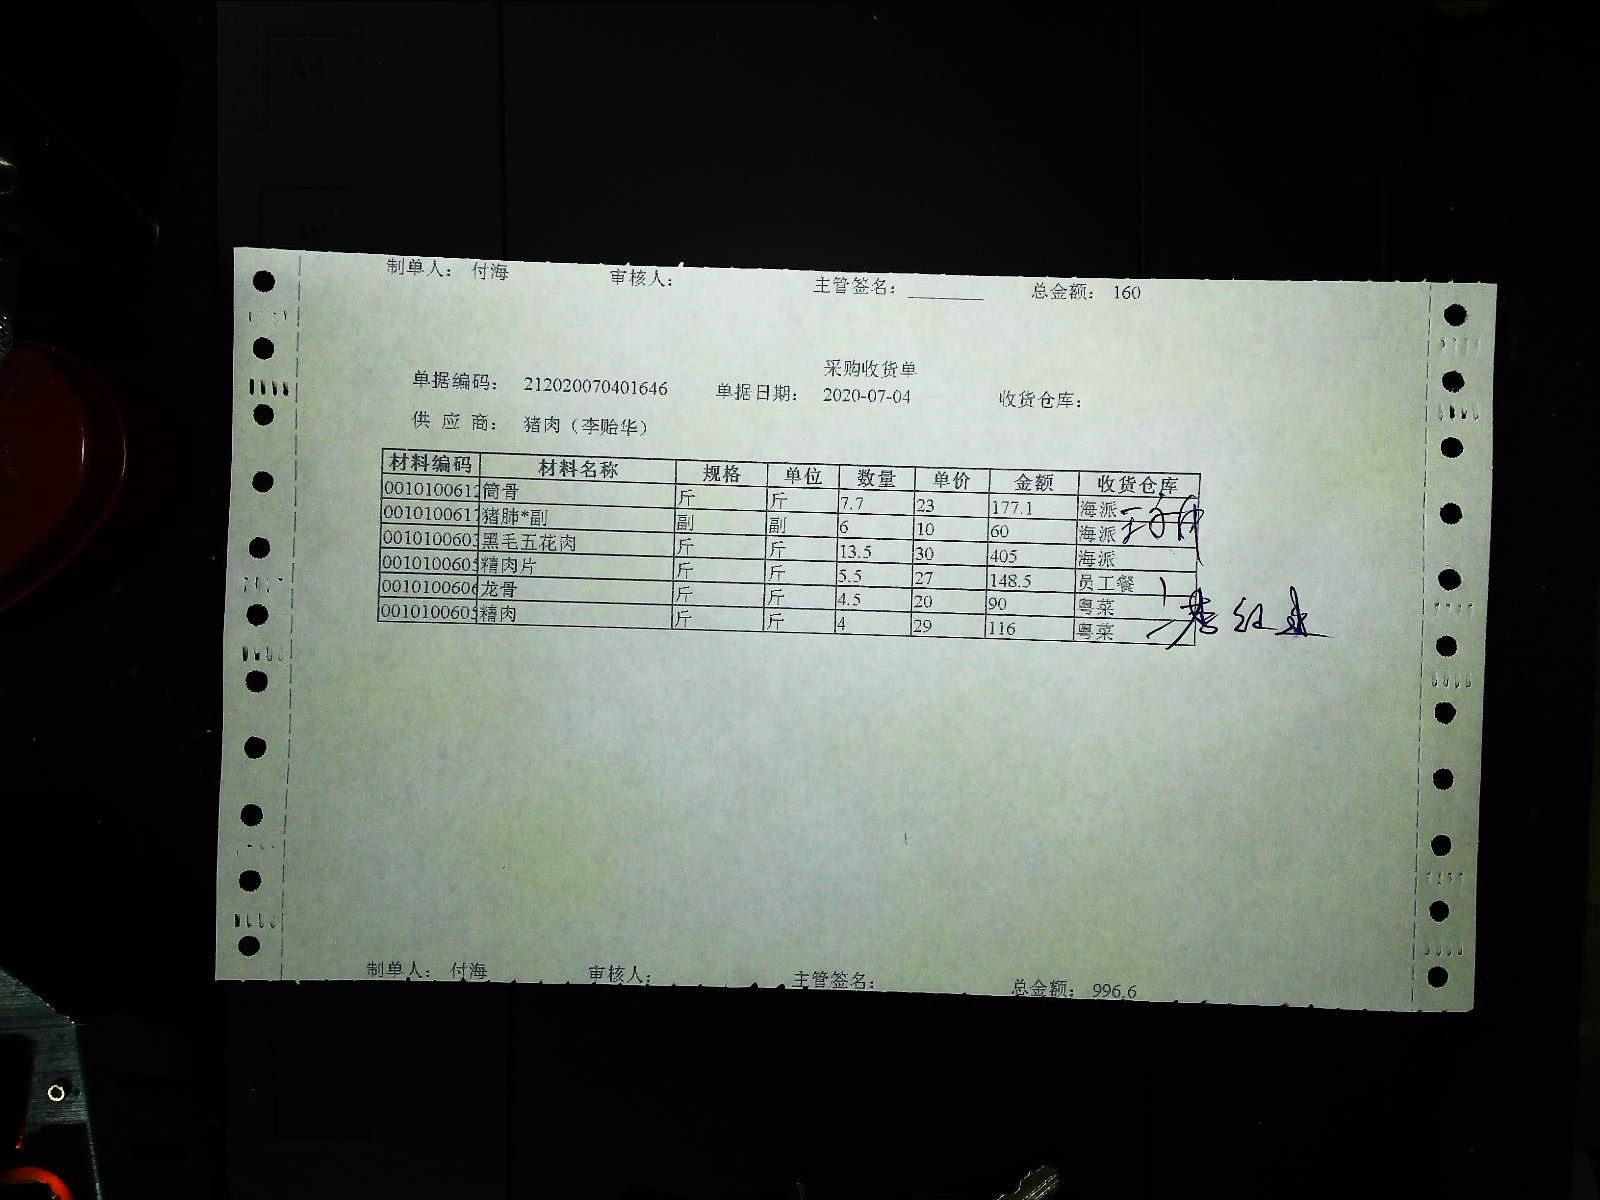 制单人： 付海 审核人： 主管签名： 总金额： 160
采购收货单
单据编码： 212020070401646 单据日期： 2020-07-04 收货仓库：
供 应 商： 猪肉（李贻华）
材料编码 材料名称 规格 单位 数量 单价 金额 收货仓库
0010100612 筒骨 斤 斤 7.7 23 177.1 海派
0010100617 猪肺*副 副 副 6 10 60 海派
001010060 黑毛五花肉 斤 斤 13.5 30 405 海派
001010060 精肉片 斤 斤 5.5 27 148.5 员工餐
0010100606 龙骨 斤 斤 4.5 20 90 粤菜
001010060 精肉 斤 斤 4 29 116 粤菜
制单人： 付海 审核人： 主管签名： 总金额： 996.6